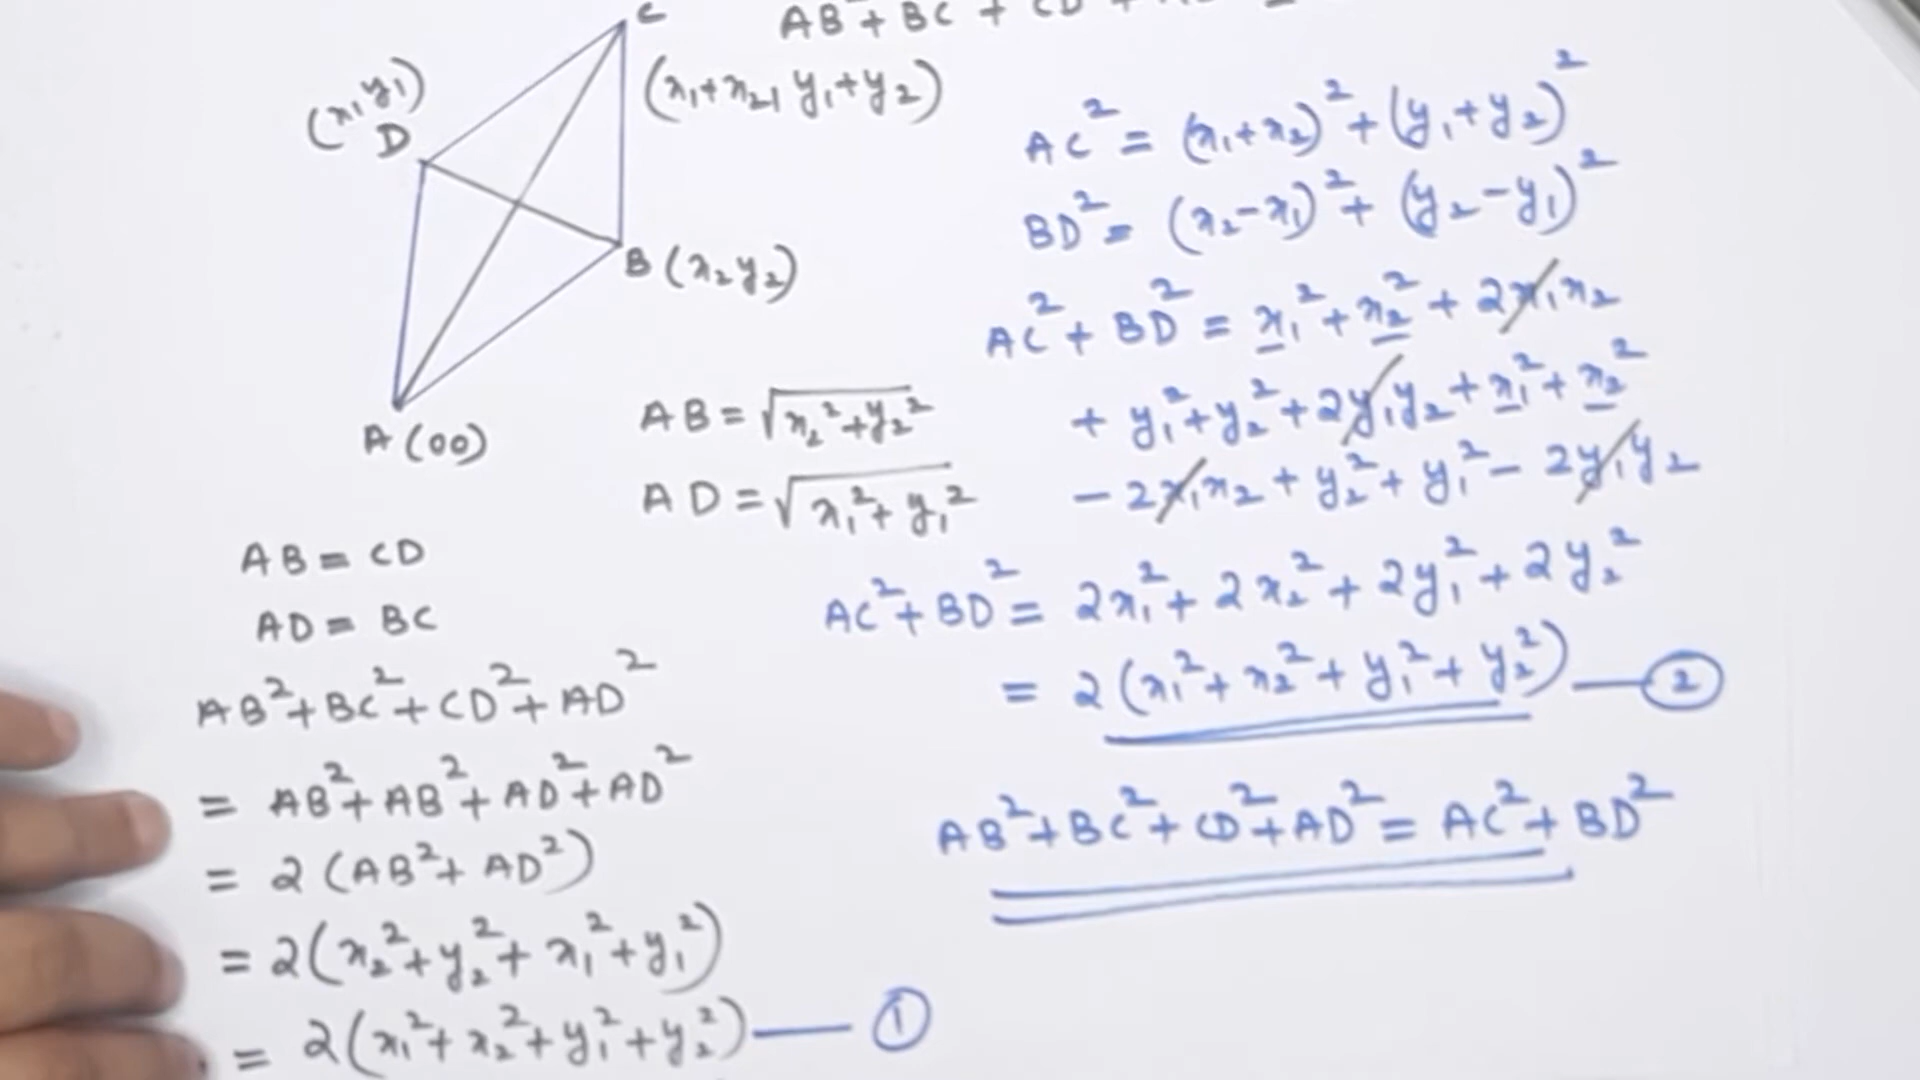 C
AB² + BC + CD +
(x₁+x₂, y₁+y₂)
(x₁y₁)
D
B (x₂y₂)
A (00)
AB = √x₂²+y₂²
AD = √x₁²+y₁²
AB = CD
AD = BC
AB²+BC²+CD²+AD²
= AB²+AB²+AD²+AD²
= 2(AB²+AD²)
= 2(x₂²+y₂²+x₁²+y₁²)
= 2(x₁²+x₂²+y₁²+y₂²) — ①
AC² = (x₁+x₂)²+(y₁+y₂)²
BD² = (x₂-x₁)²+(y₂-y₁)²
AC²+BD² = x₁²+x₂²+2x₁x₂
+ y₁²+y₂²+2y₁y₂+x₁²+x₂²
- 2x₁x₂+y₂²+y₁²-2y₁y₂
AC²+BD² = 2x₁²+2x₂²+2y₁²+2y₂²
= 2(x₁²+x₂²+y₁²+y₂²) — ②
AB²+BC²+CD²+AD² = AC²+BD²